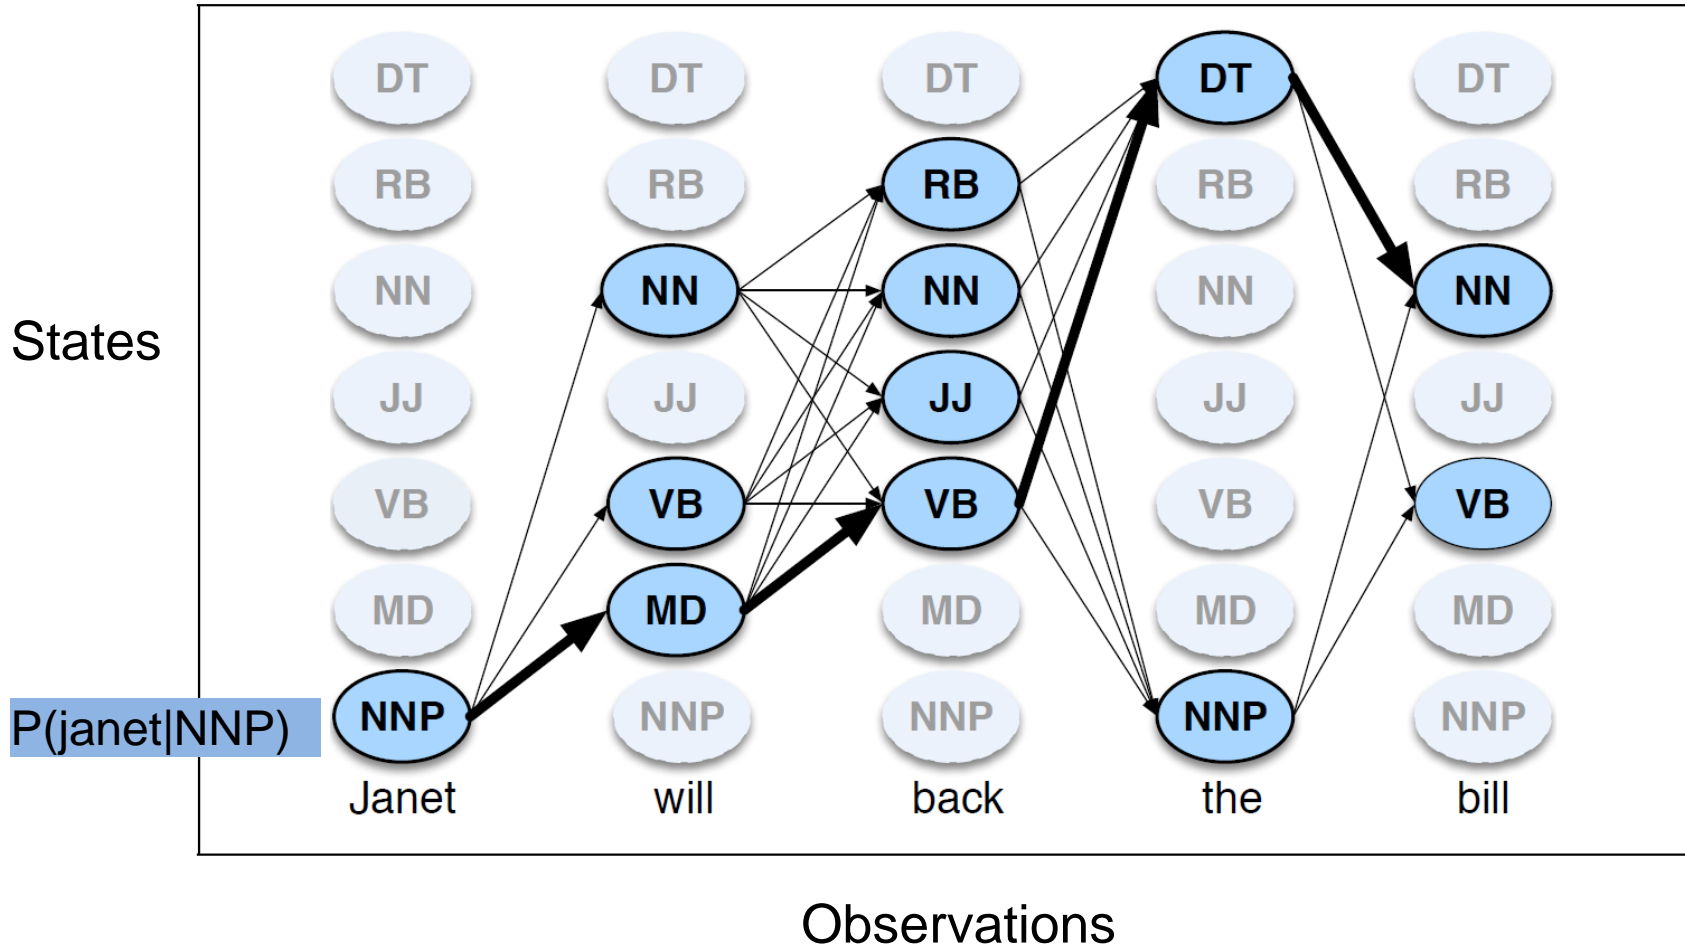 DT DT DT DT DT
RB RB RB RB RB
NN NN NN NN NN
States
JJ JJ JJ JJ JJ
VB VB VB VB VB
MD MD MD MD MD
P(janet|NNP) NNP NNP NNP NNP NNP
Janet will back the bill
Observations